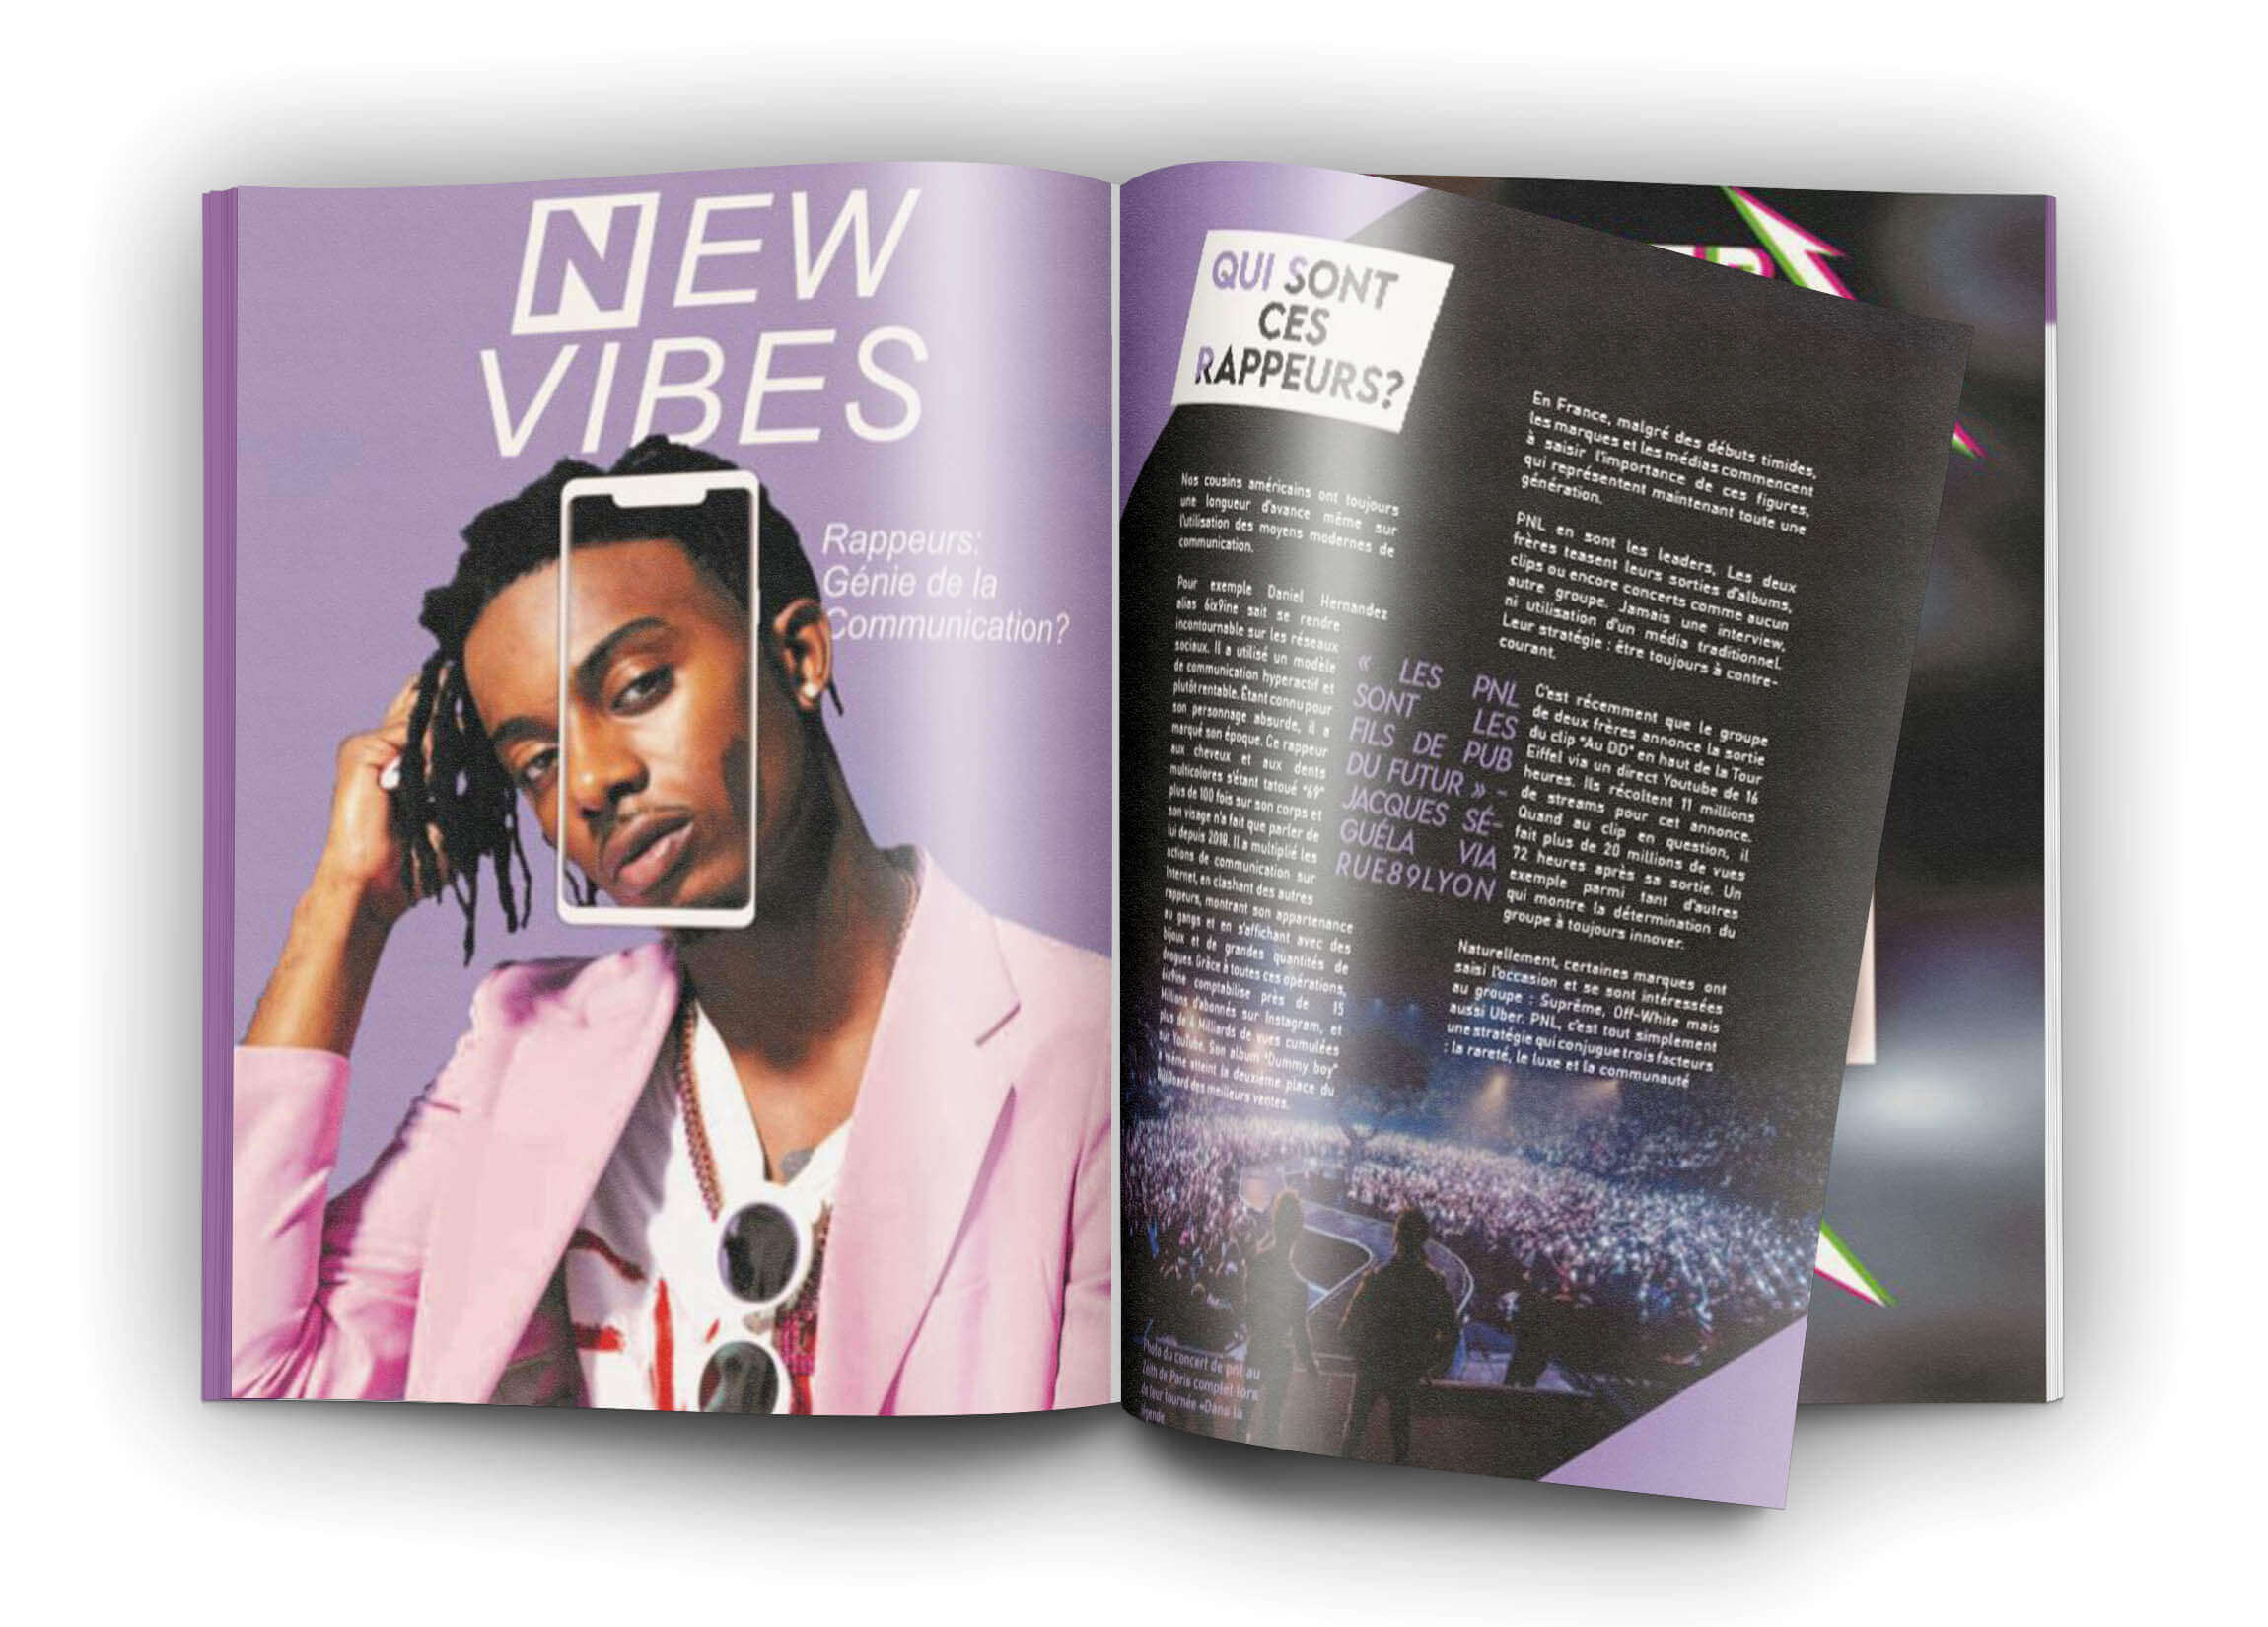 NEW
VIBES
Rappeurs:
Génie de la
Communication?
QUI SONT
CES
RAPPEURS?
Nos cousins américains ont toujours
une longueur d'avance même sur
l'utilisation des moyens modernes de
communication.
Pour exemple Daniel Hernandez
alias 6ix9ine sait se rendre
incontournable sur les réseaux
sociaux. Il a utilisé un modèle
de communication hyperactif et
plutôt rentable. Étant connu pour
son personnage absurde, il a
marqué son époque. Ce rappeur
aux cheveux et aux dents
multicolores s'étant tatoué "69"
plus de 100 fois sur son corps et
son visage n'a fait que parler de
lui depuis 2018. Il a multiplié les
actions de communication sur
Internet, en clashant des autres
rappeurs, montrant son appartenance
au gangs et en s'affichant avec des
bijoux et de grandes quantités de
drogues. Grâce à toutes ces opérations,
6ix9ine comptabilise près de 15
Millions d'abonnés sur Instagram, et
plus de 4 Milliards de vues cumulées
sur YouTube. Son album "Dummy boy"
a même atteint la deuxième place du
Billboard des meilleurs ventes.
« LES PNL
SONT LES
FILS DE PUB
DU FUTUR » -
JACQUES SÉ-
GUÉLA VIA
RUE89LYON
En France, malgré des débuts timides,
les marques et les médias commencent
à saisir l'importance de ces figures,
qui représentent maintenant toute une
génération.
PNL en sont les leaders, Les deux
frères teasent leurs sorties d'albums,
clips ou encore concerts comme aucun
autre groupe. Jamais une interview,
ni utilisation d'un média traditionnel.
Leur stratégie : être toujours à contre-
courant.
C'est récemment que le groupe
de deux frères annonce la sortie
du clip "Au DD" en haut de la Tour
Eiffel via un direct Youtube de 16
heures. Ils récoltent 11 millions
de streams pour cet annonce.
Quand au clip en question, il
fait plus de 20 millions de vues
72 heures après sa sortie. Un
exemple parmi tant d'autres
qui montre la détermination du
groupe à toujours innover.
Naturellement, certaines marques ont
saisi l'occasion et se sont intéressées
au groupe : Suprême, Off-White mais
aussi Uber. PNL, c'est tout simplement
une stratégie qui conjugue trois facteurs
: la rareté, le luxe et la communauté
Photo du concert de pnl au
Zéith de Paris complet lors
de leur tournée «Dans la
légende